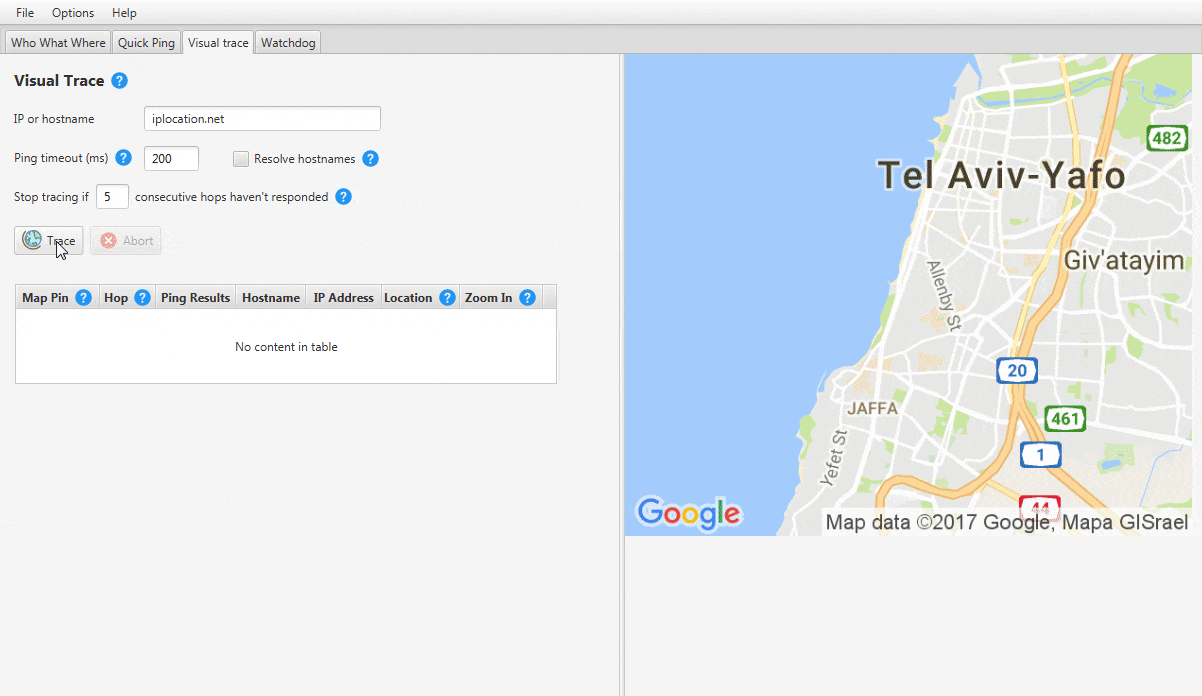 File Options Help
Who What Where Quick Ping Visual trace Watchdog
Visual Trace ?
IP or hostname iplocation.net
Ping timeout (ms) ? 200 Resolve hostnames ?
Stop tracing if 5 consecutive hops haven't responded ?
Trace Abort
Map Pin ? Hop ? Ping Results Hostname IP Address Location ? Zoom In ?
No content in table
482
Tel Aviv-Yafo
Giv'atayim
Allenby St
20
JAFFA
461
Yefet St
1
44
Google
Map data ©2017 Google, Mapa GISrael